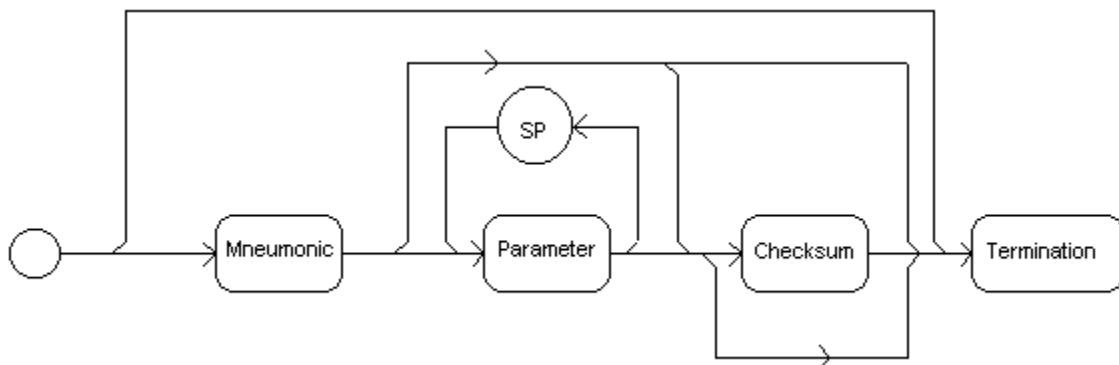 SP
Mneumonic
Parameter
Checksum
Termination